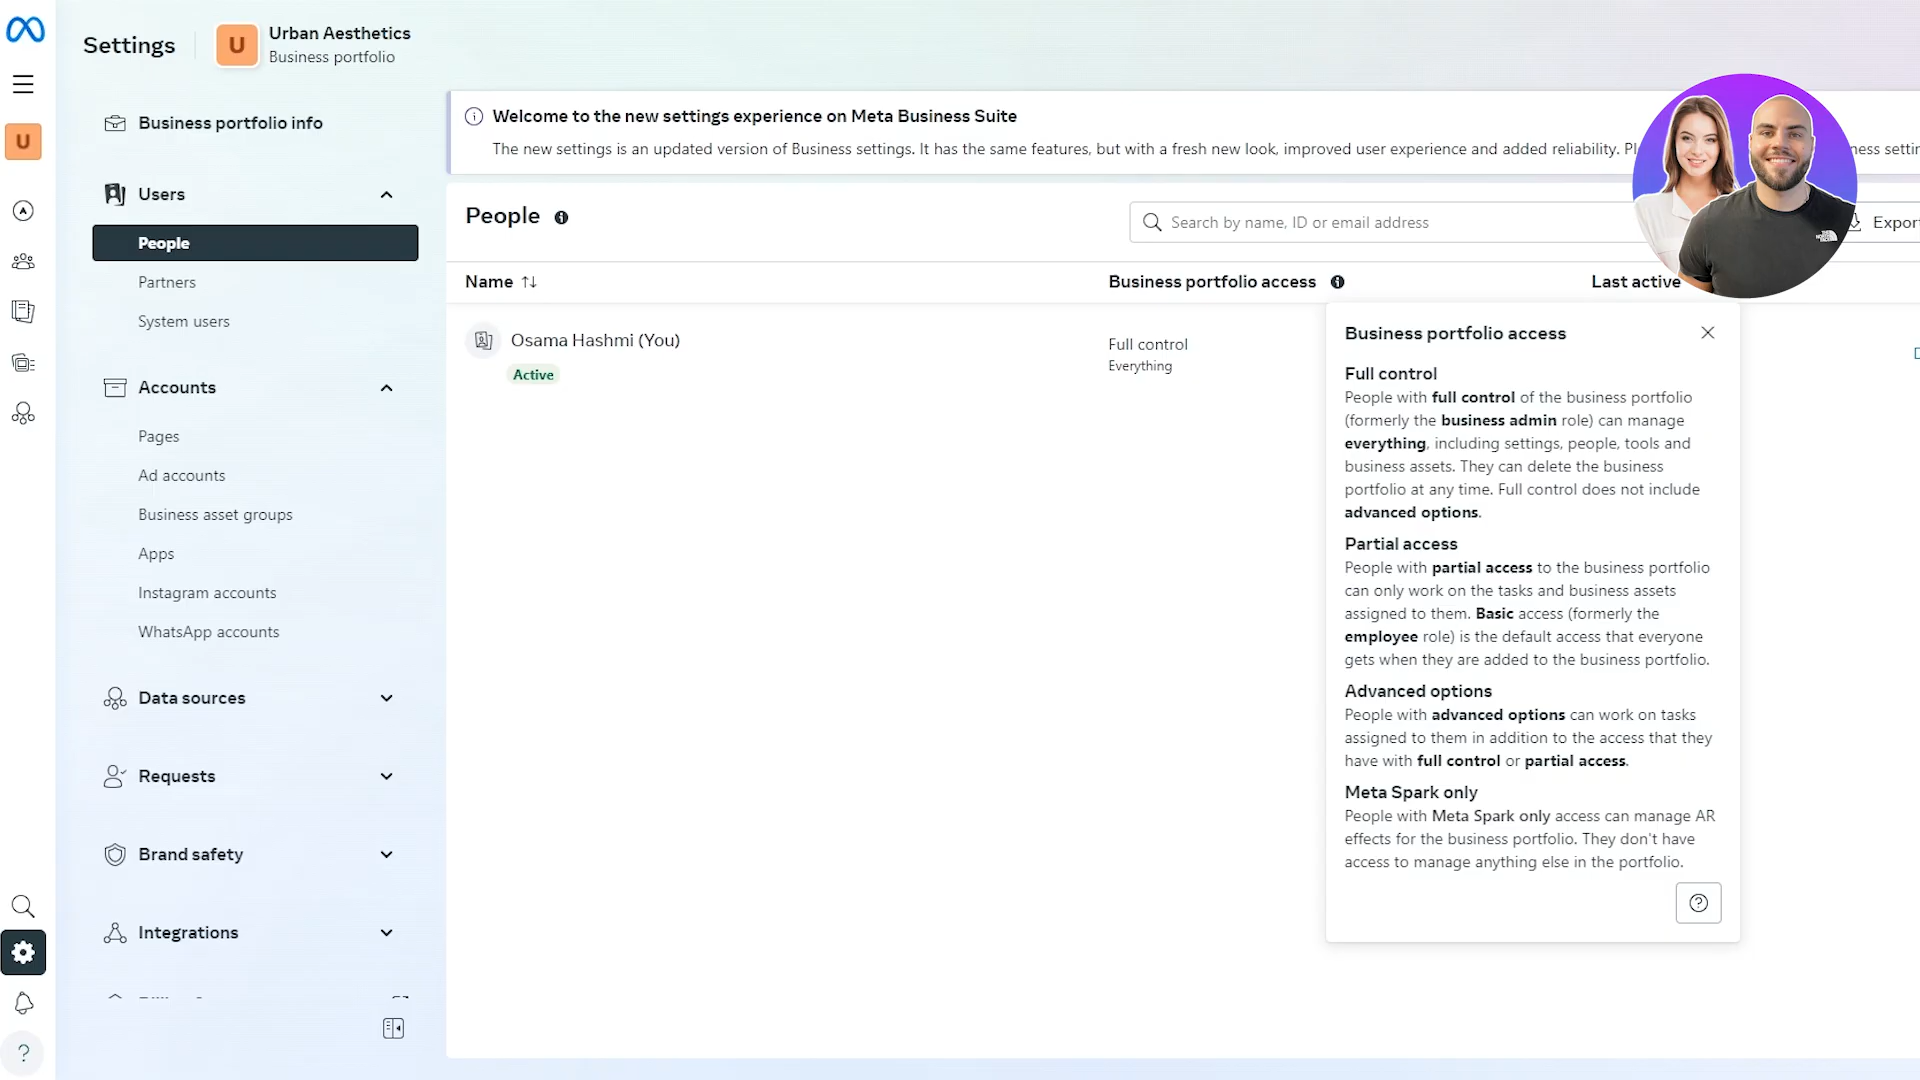 Settings
U
Urban Aesthetics
Business portfolio
U
Business portfolio info
Users
People
Partners
System users
Accounts
Pages
Ad accounts
Business asset groups
Apps
Instagram accounts
WhatsApp accounts
Data sources
Requests
Brand safety
Integrations
?
Welcome to the new settings experience on Meta Business Suite
The new settings is an updated version of Business settings. It has the same features, but with a fresh new look, improved user experience and added reliability.
People
Search by name, ID or email address
Export
Name
Business portfolio access
Last active
Osama Hashmi (You)
Active
Full control
Everything
Business portfolio access
Full control
People with full control of the business portfolio
(formerly the business admin role) can manage
everything, including settings, people, tools and
business assets. They can delete the business
portfolio at any time. Full control does not include
advanced options.
Partial access
People with partial access to the business portfolio
can only work on the tasks and business assets
assigned to them. Basic access (formerly the
employee role) is the default access that everyone
gets when they are added to the business portfolio.
Advanced options
People with advanced options can work on tasks
assigned to them in addition to the access that they
have with full control or partial access.
Meta Spark only
People with Meta Spark only access can manage AR
effects for the business portfolio. They don't have
access to manage anything else in the portfolio.